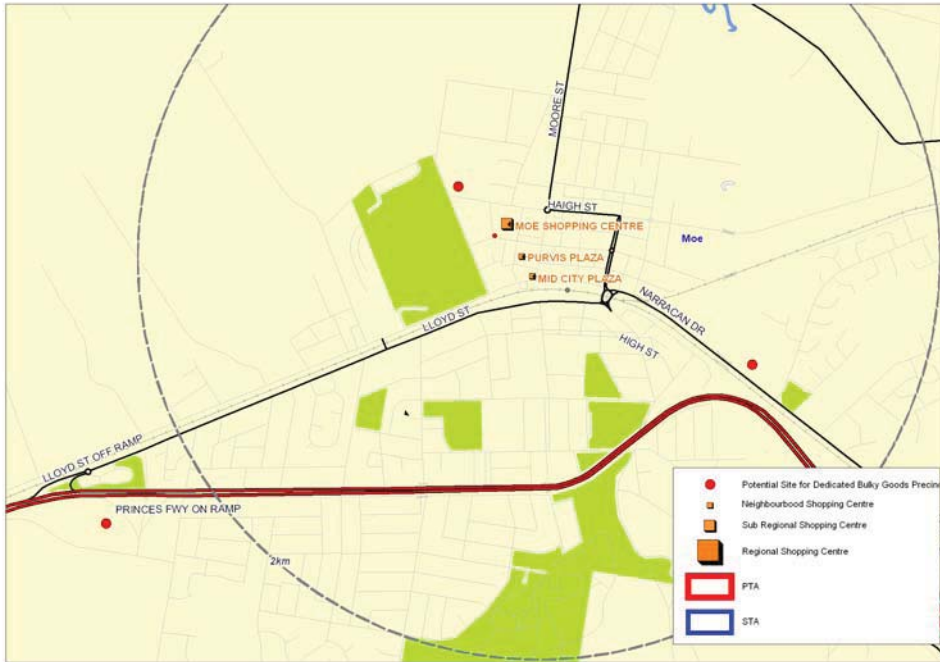 MOORE ST
HAIGH ST
MOE SHOPPING CENTRE
Moe
PURVIS PLAZA
MID CITY PLAZA
NARRACAN DR
LLOYD ST
HIGH ST
LLOYD ST OFF RAMP
PRINCES FWY ON RAMP
2km
Potential Site for Dedicated Bulky Goods Precinc
Neighbourhood Shopping Centre
Sub Regional Shopping Centre
Regional Shopping Centre
PTA
STA